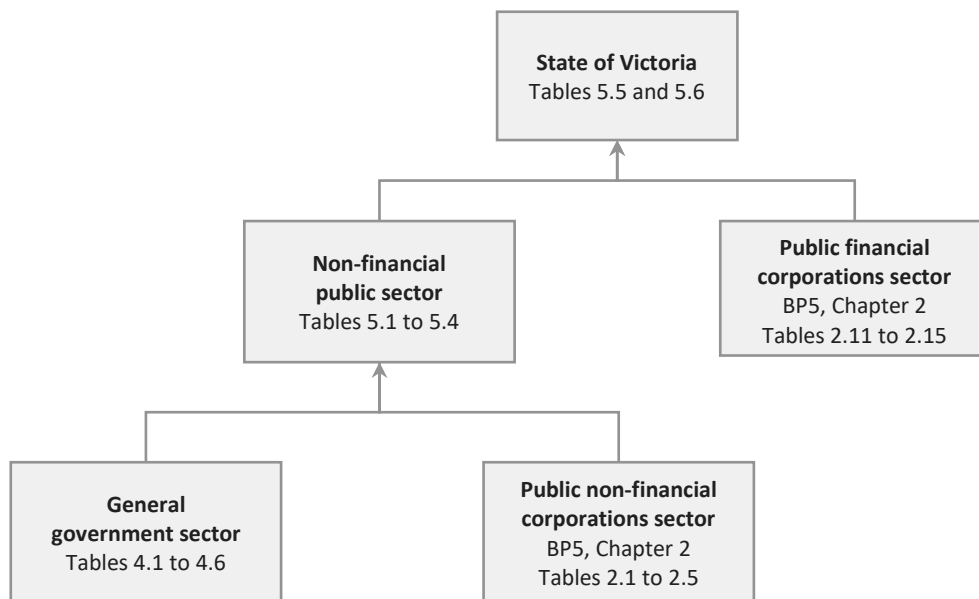 State of Victoria
Tables 5.5 and 5.6
Non-financial
public sector
Tables 5.1 to 5.4
Public financial
corporations sector
BP5, Chapter 2
Tables 2.11 to 2.15
General
government sector
Tables 4.1 to 4.6
Public non-financial
corporations sector
BP5, Chapter 2
Tables 2.1 to 2.5